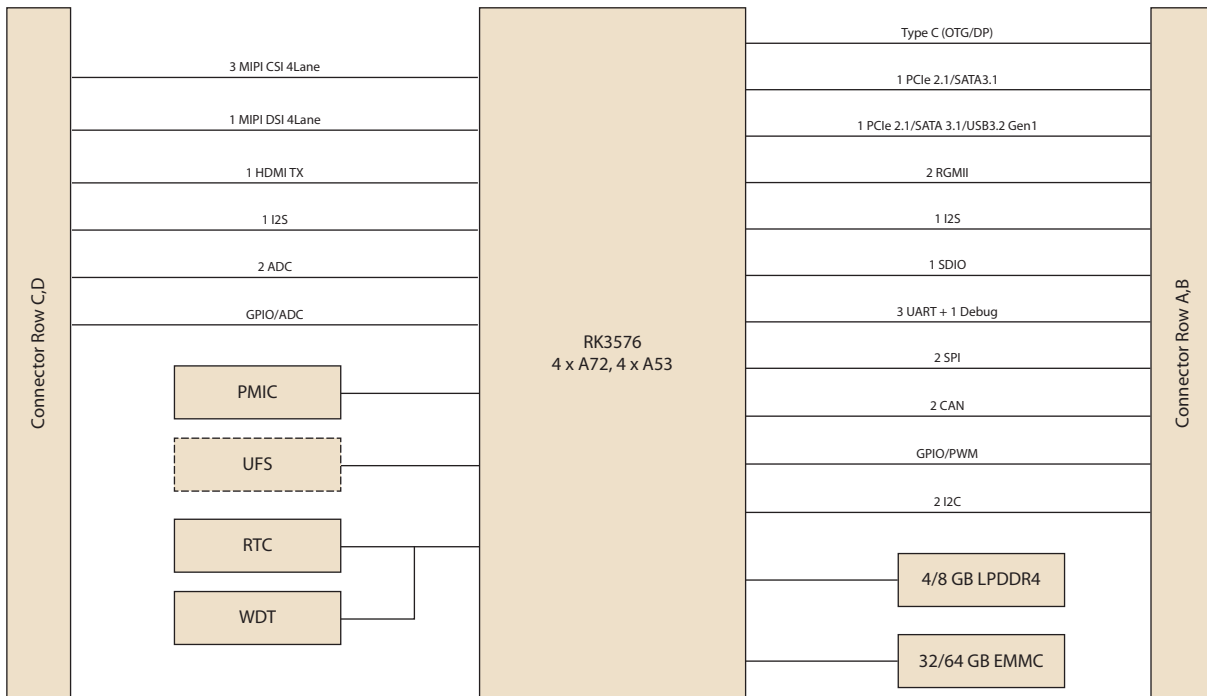 Connector Row C,D
3 MIPI CSI 4Lane
1 MIPI DSI 4Lane
1 HDMI TX
1 I2S
2 ADC
GPIO/ADC
PMIC
UFS
RTC
WDT
RK3576
4 x A72, 4 x A53
Type C (OTG/DP)
1 PCIe 2.1/SATA3.1
1 PCIe 2.1/SATA 3.1/USB3.2 Gen1
2 RGMII
1 I2S
1 SDIO
3 UART + 1 Debug
2 SPI
2 CAN
GPIO/PWM
2 I2C
4/8 GB LPDDR4
32/64 GB EMMC
Connector Row A,B